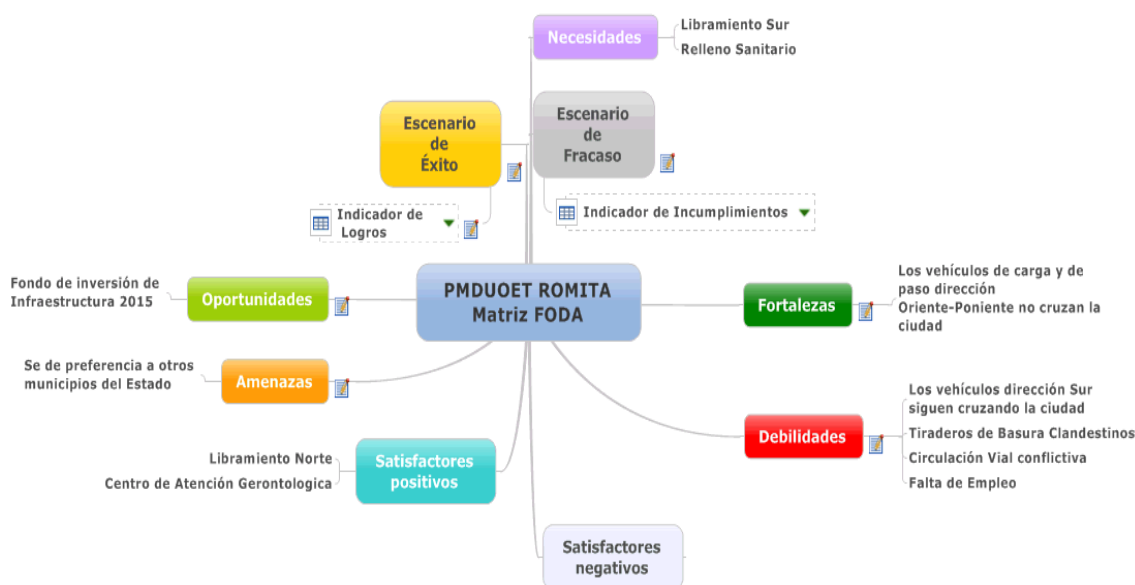 Necesidades
Libramiento Sur
Relleno Sanitario
Escenario
de
Éxito
Escenario
de
Fracaso
Indicador de
Logros
Indicador de Incumplimientos
PMDUOET ROMITA
Matriz FODA
Fondo de inversión de
Infraestructura 2015
Oportunidades
Fortalezas
Los vehículos de carga y de
paso dirección
Oriente-Poniente no cruzan la
ciudad
Se de preferencia a otros
municipios del Estado
Amenazas
Debilidades
Los vehículos dirección Sur
siguen cruzando la ciudad
Tiraderos de Basura Clandestinos
Circulación Vial conflictiva
Falta de Empleo
Libramiento Norte
Centro de Atención Gerontologica
Satisfactores
positivos
Satisfactores
negativos